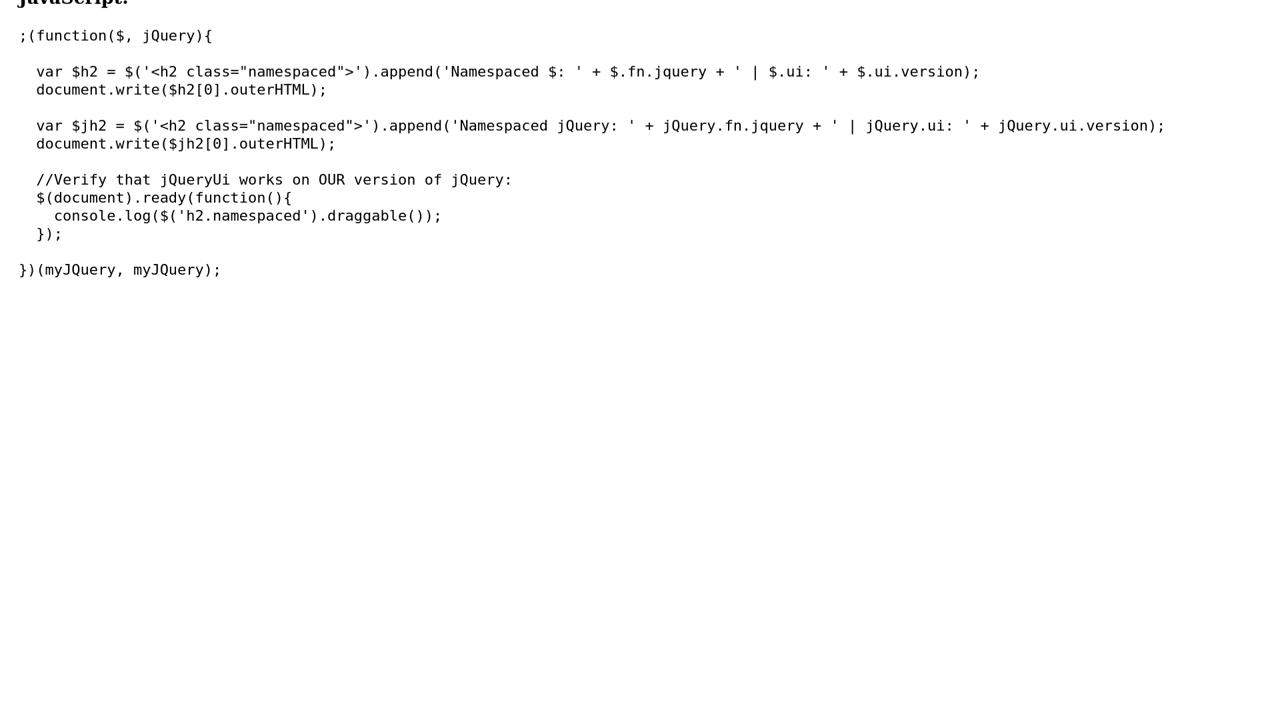 JavaScript:
;(function($, jQuery){
  var $h2 = $('<h2 class="namespaced">').append('Namespaced $: ' + $.fn.jquery + ' | $.ui: ' + $.ui.version);
  document.write($h2[0].outerHTML);
  var $jh2 = $('<h2 class="namespaced">').append('Namespaced jQuery: ' + jQuery.fn.jquery + ' | jQuery.ui: ' + jQuery.ui.version);
  document.write($jh2[0].outerHTML);
  //Verify that jQueryUi works on OUR version of jQuery:
  $(document).ready(function(){
    console.log($('h2.namespaced').draggable());
  });
})(myJQuery, myJQuery);